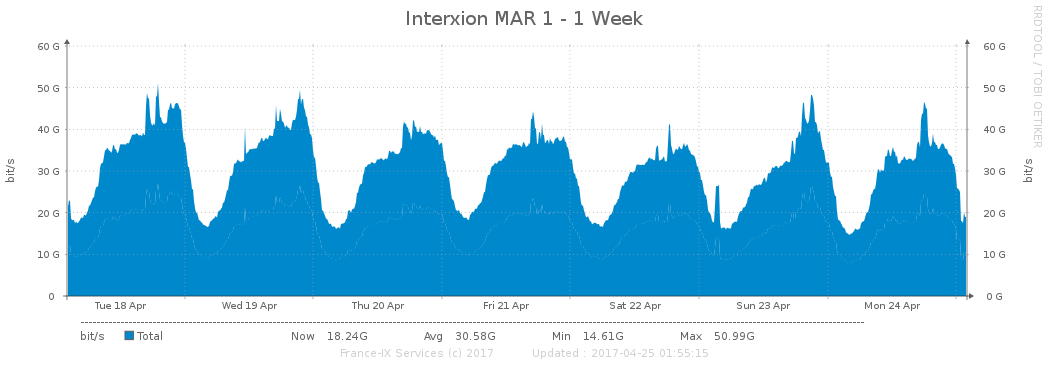 Interxion MAR 1 - 1 Week
RRDTOOL / TOBI OETIKER
60 G 60 G
50 G 50 G
40 G 40 G
30 G 30 G
20 G 20 G
10 G 10 G
0 0 G
bit/s bit/s
Tue 18 Apr Wed 19 Apr Thu 20 Apr Fri 21 Apr Sat 22 Apr Sun 23 Apr Mon 24 Apr
bit/s Total Now 18.24G Avg 30.58G Min 14.61G Max 50.99G
France-IX Services (c) 2017 Updated : 2017-04-25 01:55:15